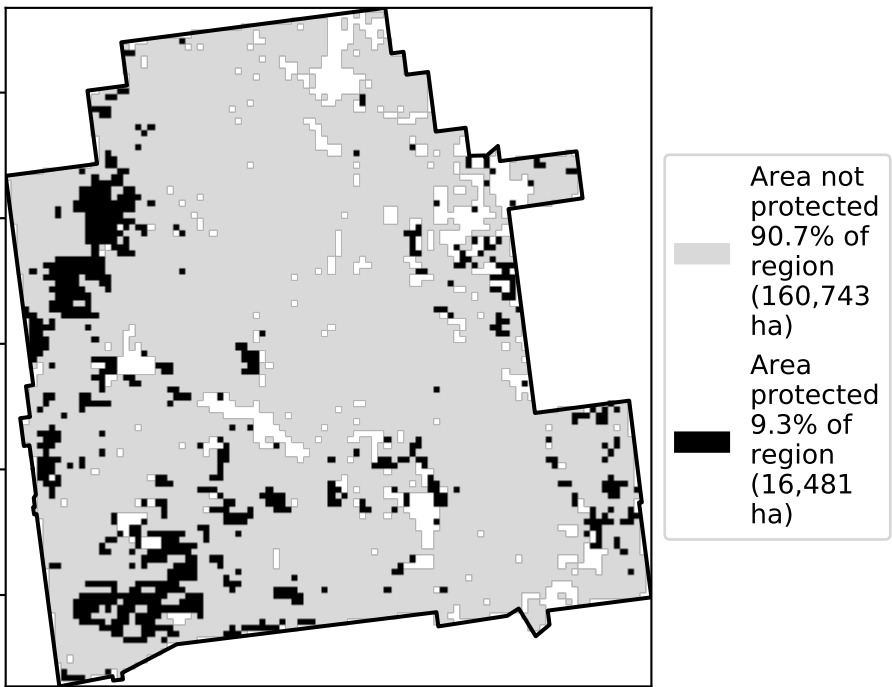 Area not
protected
90.7% of
region
(160,743
ha)
Area
protected
9.3% of
region
(16,481
ha)